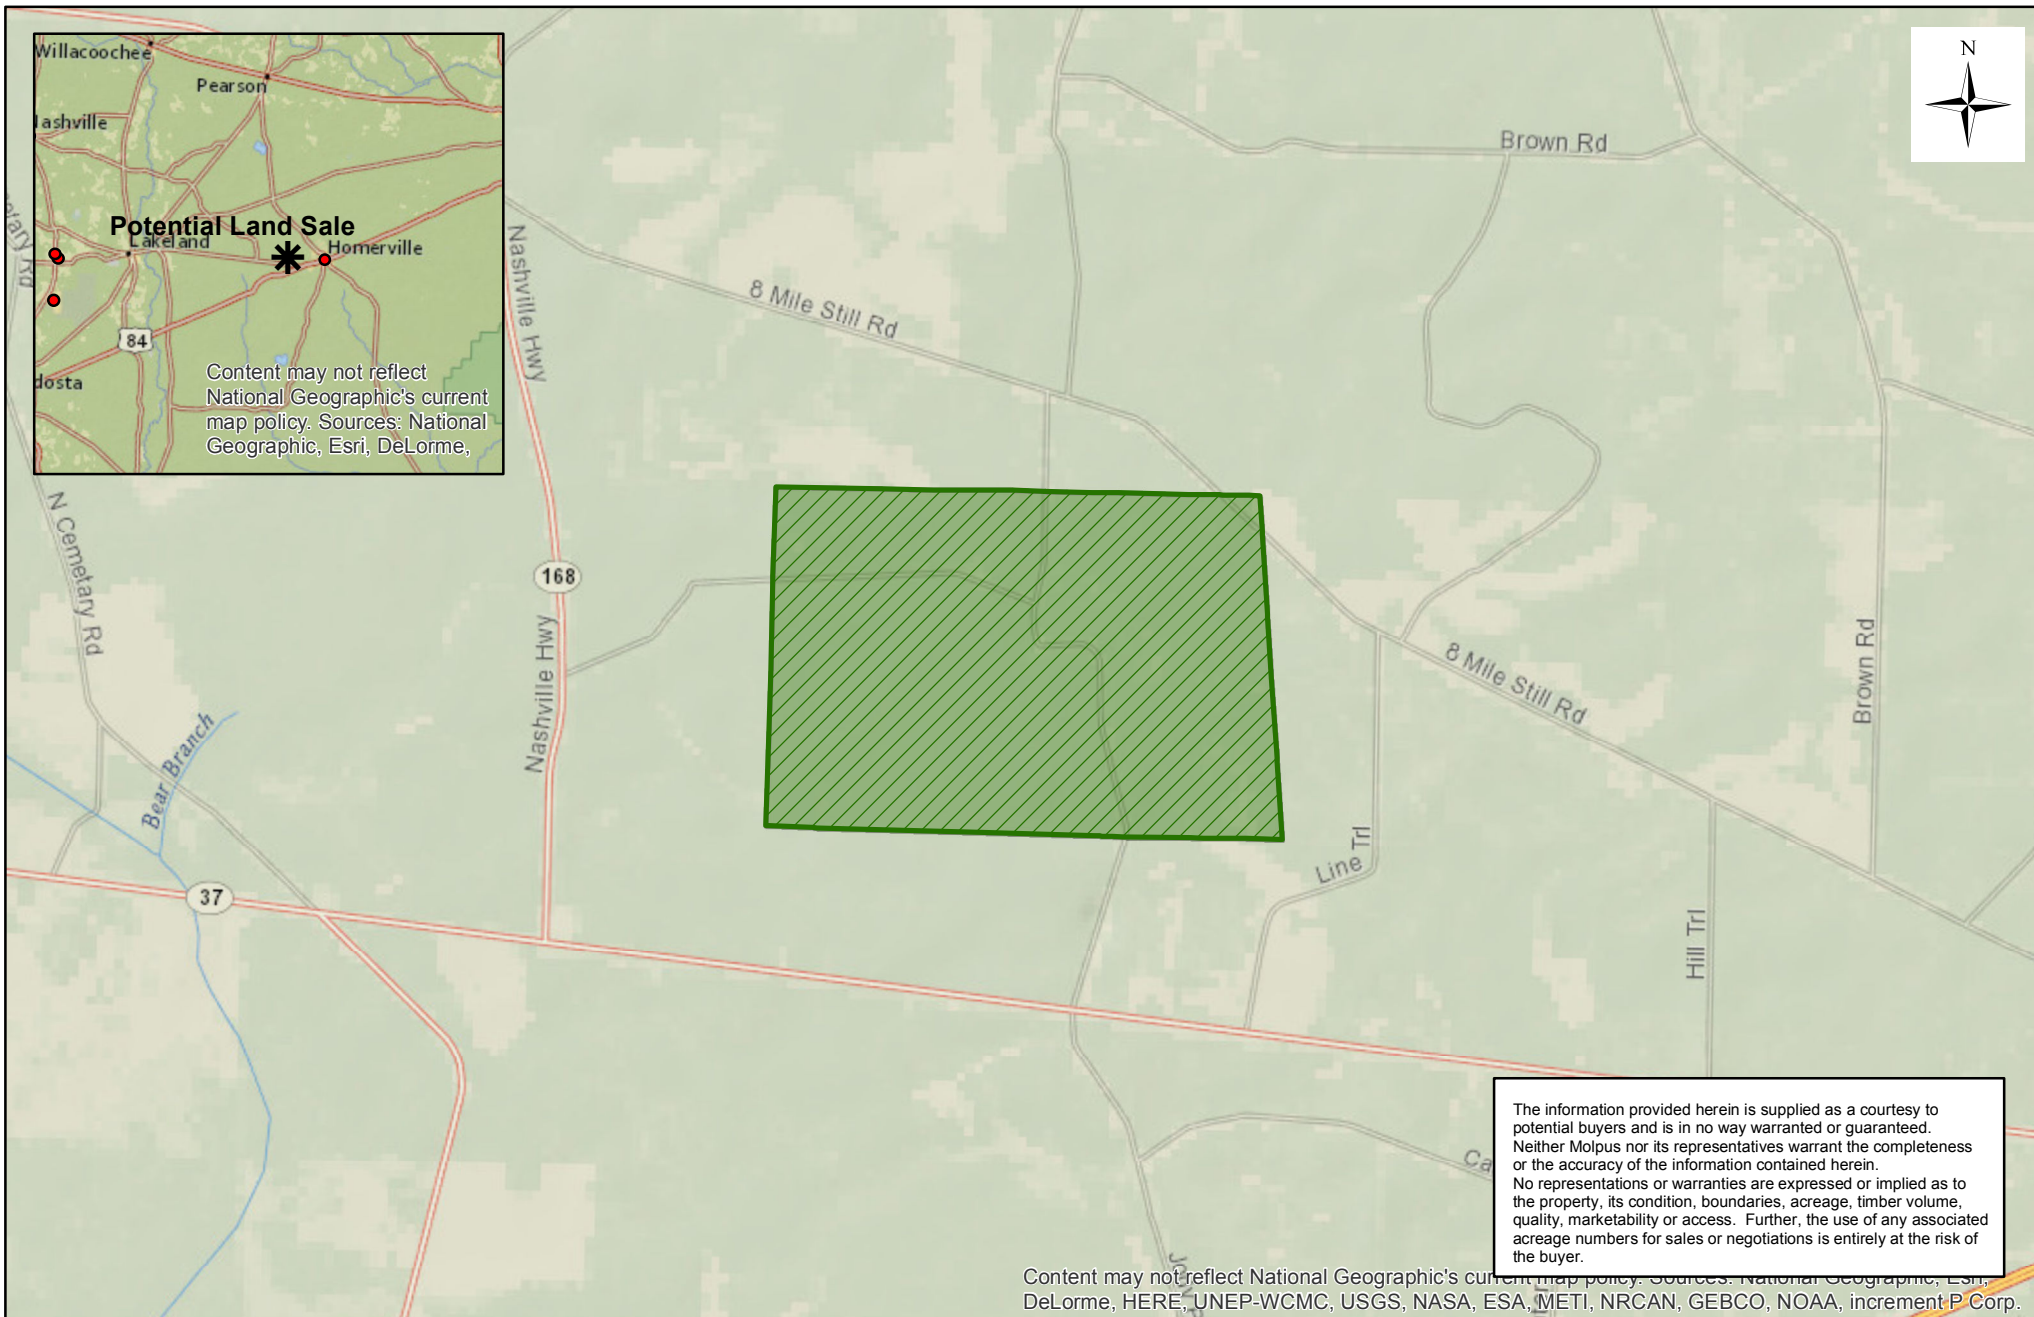 Willacoochee
Pearson
lashville
Potential Land Sale
Lakeland
Homerville
84
dosta
Content may not reflect
National Geographic's current
map policy. Sources: National
Geographic, Esri, DeLorme,
N
Brown Rd
Nashville Hwy
8 Mile Still Rd
N Cemetary Rd
168
Nashville Hwy
8 Mile Still Rd
Brown Rd
Bear Branch
Line Trl
37
Hill Trl
The information provided herein is supplied as a courtesy to
potential buyers and is in no way warranted or guaranteed.
Neither Molpus nor its representatives warrant the completeness
or the accuracy of the information contained herein.
No representations or warranties are expressed or implied as to
the property, its condition, boundaries, acreage, timber volume,
quality, marketability or access. Further, the use of any associated
acreage numbers for sales or negotiations is entirely at the risk of
the buyer.
Ca
Content may not reflect National Geographic's current map policy. Sources: National Geographic, Esri,
DeLorme, HERE, UNEP-WCMC, USGS, NASA, ESA, METI, NRCAN, GEBCO, NOAA, increment P Corp.